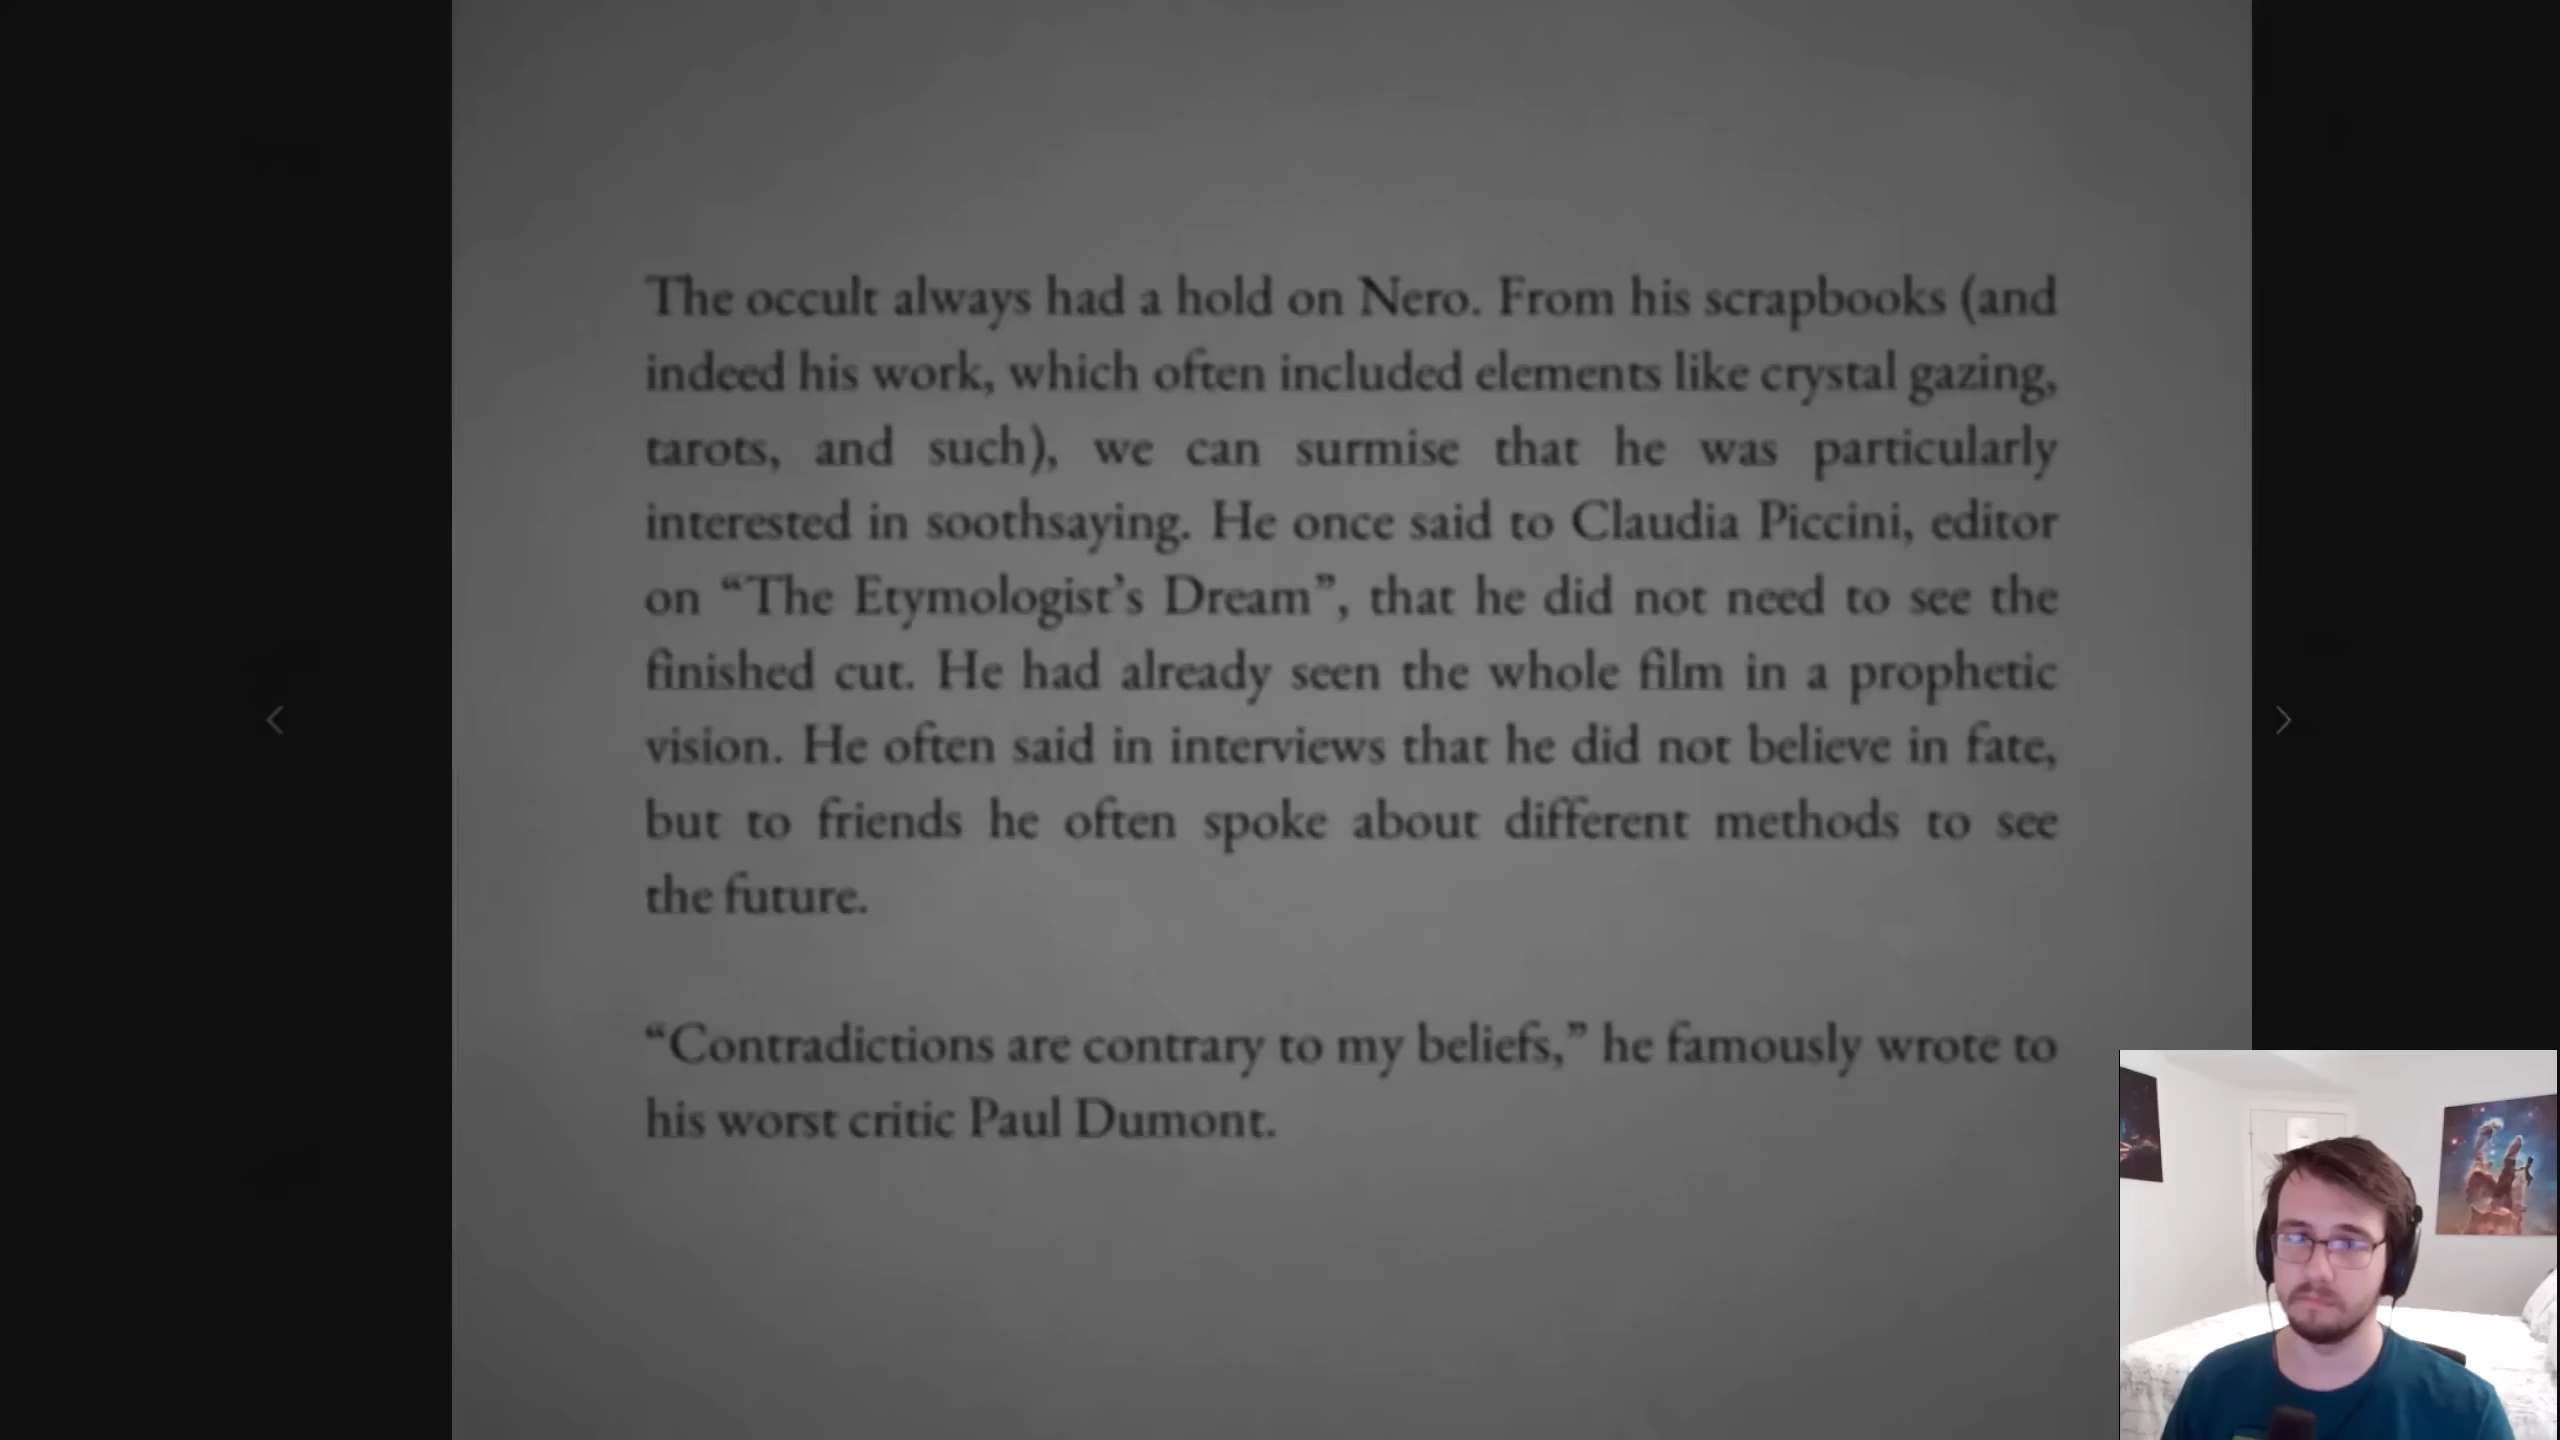 The occult always had a hold on Nero. From his scrapbooks (and
indeed his work, which often included elements like crystal gazing,
tarots, and such), we can surmise that he was particularly
interested in soothsaying. He once said to Claudia Piccini, editor
on “The Etymologist’s Dream”, that he did not need to see the
finished cut. He had already seen the whole film in a prophetic
vision. He often said in interviews that he did not believe in fate,
but to friends he often spoke about different methods to see
the future.
“Contradictions are contrary to my beliefs,” he famously wrote to
his worst critic Paul Dumont.